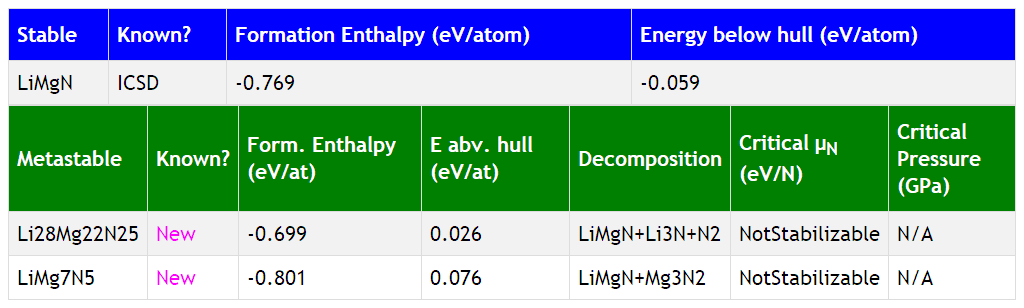 Stable Known? Formation Enthalpy (eV/atom) Energy below hull (eV/atom)
LiMgN ICSD -0.769 -0.059
Metastable Known? Form. Enthalpy (eV/at) E abv. hull (eV/at) Decomposition Critical μN (eV/N) Critical Pressure (GPa)
Li28Mg22N25 New -0.699 0.026 LiMgN+Li3N+N2 NotStabilizable N/A
LiMg7N5 New -0.801 0.076 LiMgN+Mg3N2 NotStabilizable N/A